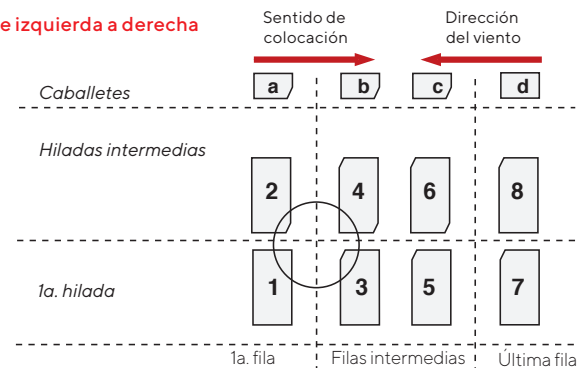 e izquierda a derecha
Sentido de
colocación
Dirección
del viento
Caballetes
a b c d
Hiladas intermedias
2 4 6 8
1a. hilada
1 3 5 7
1a. fila Filas intermedias Última fila